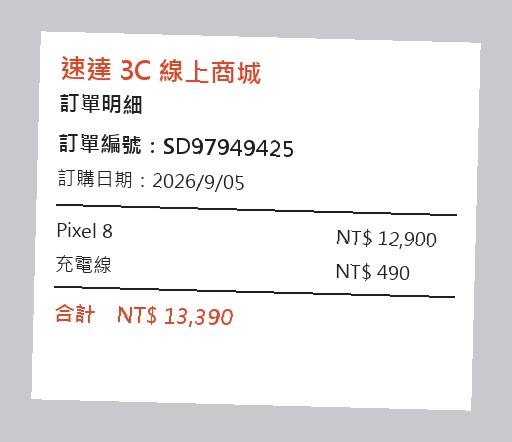 速達 3C 線上商城
訂單明細
訂單編號：SD97949425
訂購日期：2026/9/05
Pixel 8 NT$ 12,900
充電線 NT$ 490
合計 NT$ 13,390